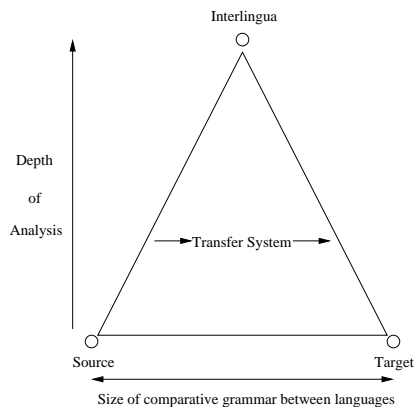 Interlingua
Depth
of
Analysis
Transfer System
Source
Target
Size of comparative grammar between languages